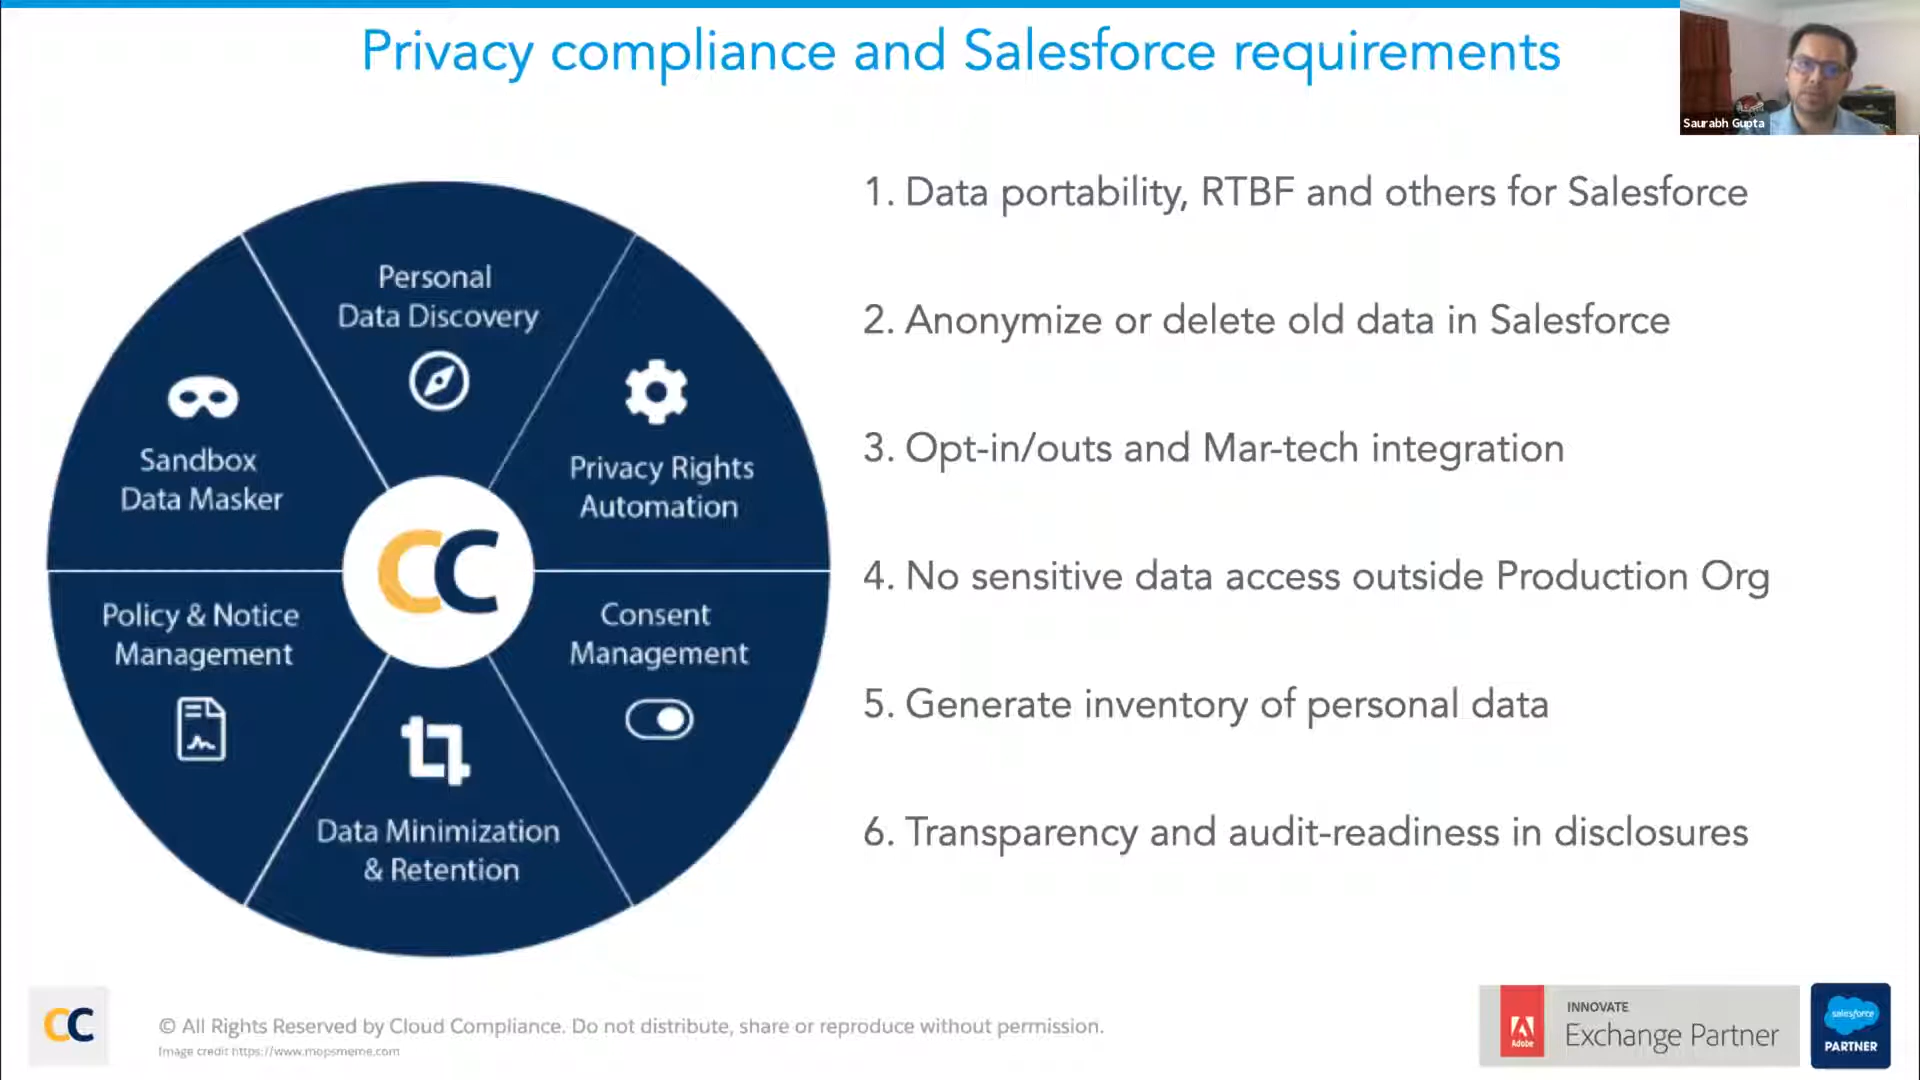 Privacy compliance and Salesforce requirements
Saurabh Gupta
Personal
Data Discovery
Privacy Rights
Automation
Consent
Management
Data Minimization
& Retention
Policy & Notice
Management
Sandbox
Data Masker
CC
1. Data portability, RTBF and others for Salesforce
2. Anonymize or delete old data in Salesforce
3. Opt-in/outs and Mar-tech integration
4. No sensitive data access outside Production Org
5. Generate inventory of personal data
6. Transparency and audit-readiness in disclosures
CC
© All Rights Reserved by Cloud Compliance. Do not distribute, share or reproduce without permission.
Image credit https://www.mopsmeme.com
Adobe
INNOVATE
Exchange Partner
salesforce
PARTNER